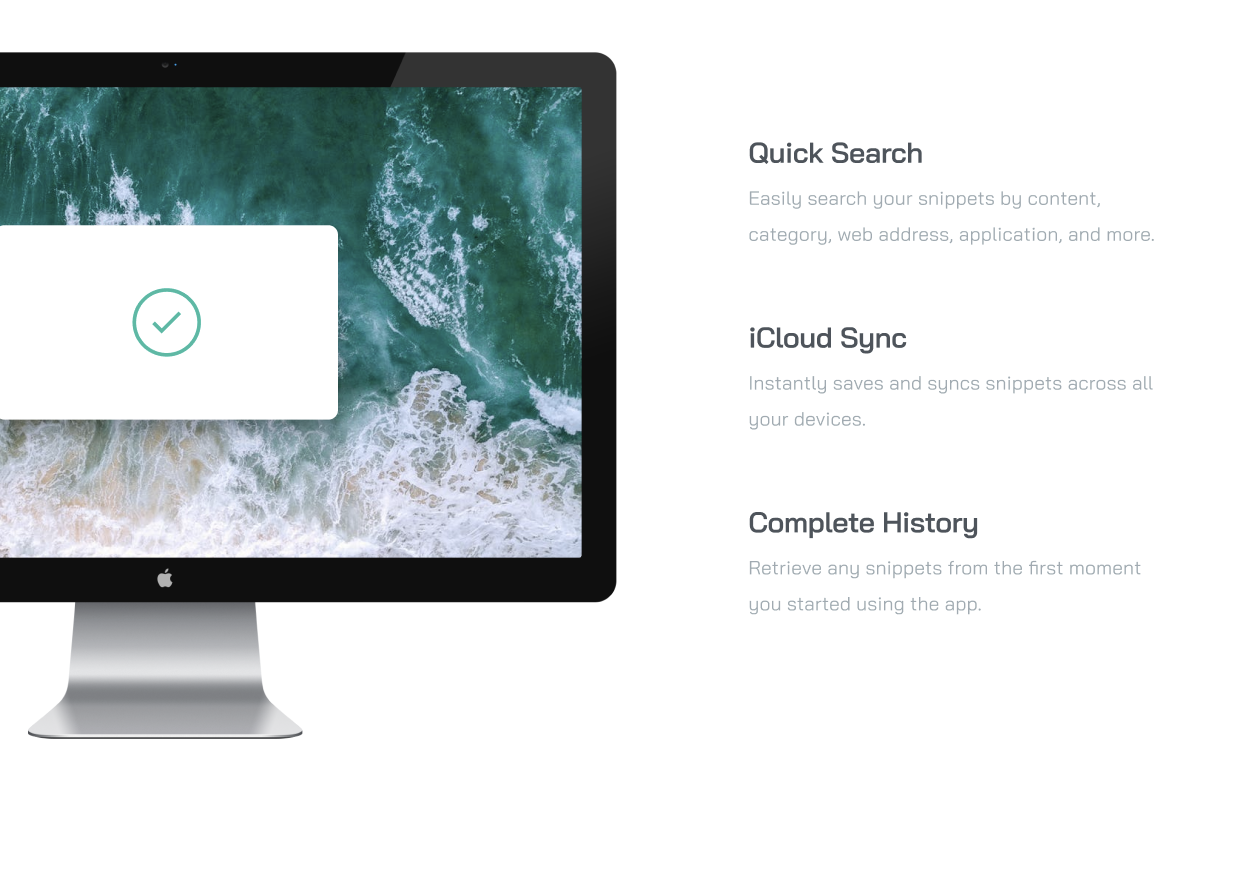 Quick Search
Easily search your snippets by content,
category, web address, application, and more.
iCloud Sync
Instantly saves and syncs snippets across all
your devices.
Complete History
Retrieve any snippets from the first moment
you started using the app.